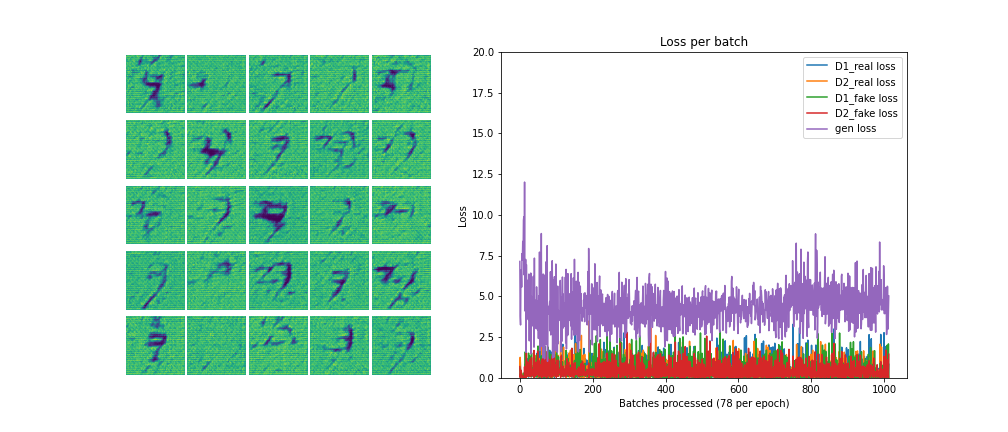 Loss per batch
20.0
17.5
15.0
12.5
10.0
7.5
5.0
2.5
0.0
Loss
D1_real loss
D2_real loss
D1_fake loss
D2_fake loss
gen loss
0 200 400 600 800 1000
Batches processed (78 per epoch)